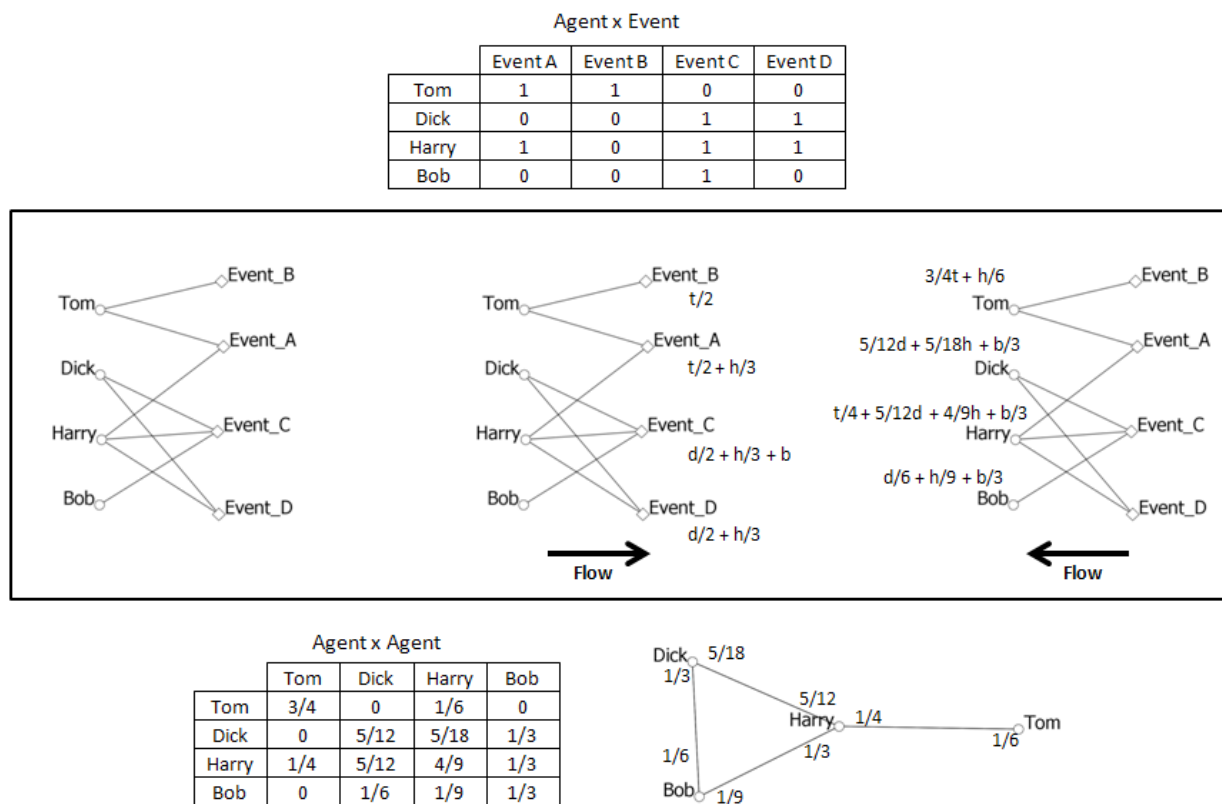 Agent x Event
Event A Event B Event C Event D
Tom 1 1 0 0
Dick 0 0 1 1
Harry 1 0 1 1
Bob 0 0 1 0
Event_B
Tom
Event_A
Dick
Harry
Event_C
Bob
Event_D
Event_B
t/2
Tom
Event_A
t/2 + h/3
Dick
Harry
Event_C
d/2 + h/3 + b
Bob
Event_D
d/2 + h/3
Flow
3/4t + h/6
Event_B
Tom
5/12d + 5/18h + b/3
Event_A
Dick
t/4 + 5/12d + 4/9h + b/3
Harry
Event_C
d/6 + h/9 + b/3
Bob
Event_D
Flow
Agent x Agent
Tom Dick Harry Bob
Tom 3/4 0 1/6 0
Dick 0 5/12 5/18 1/3
Harry 1/4 5/12 4/9 1/3
Bob 0 1/6 1/9 1/3
Dick 5/18
1/3
5/12
Harry 1/4
Tom
1/6
1/3
1/6
Bob 1/9